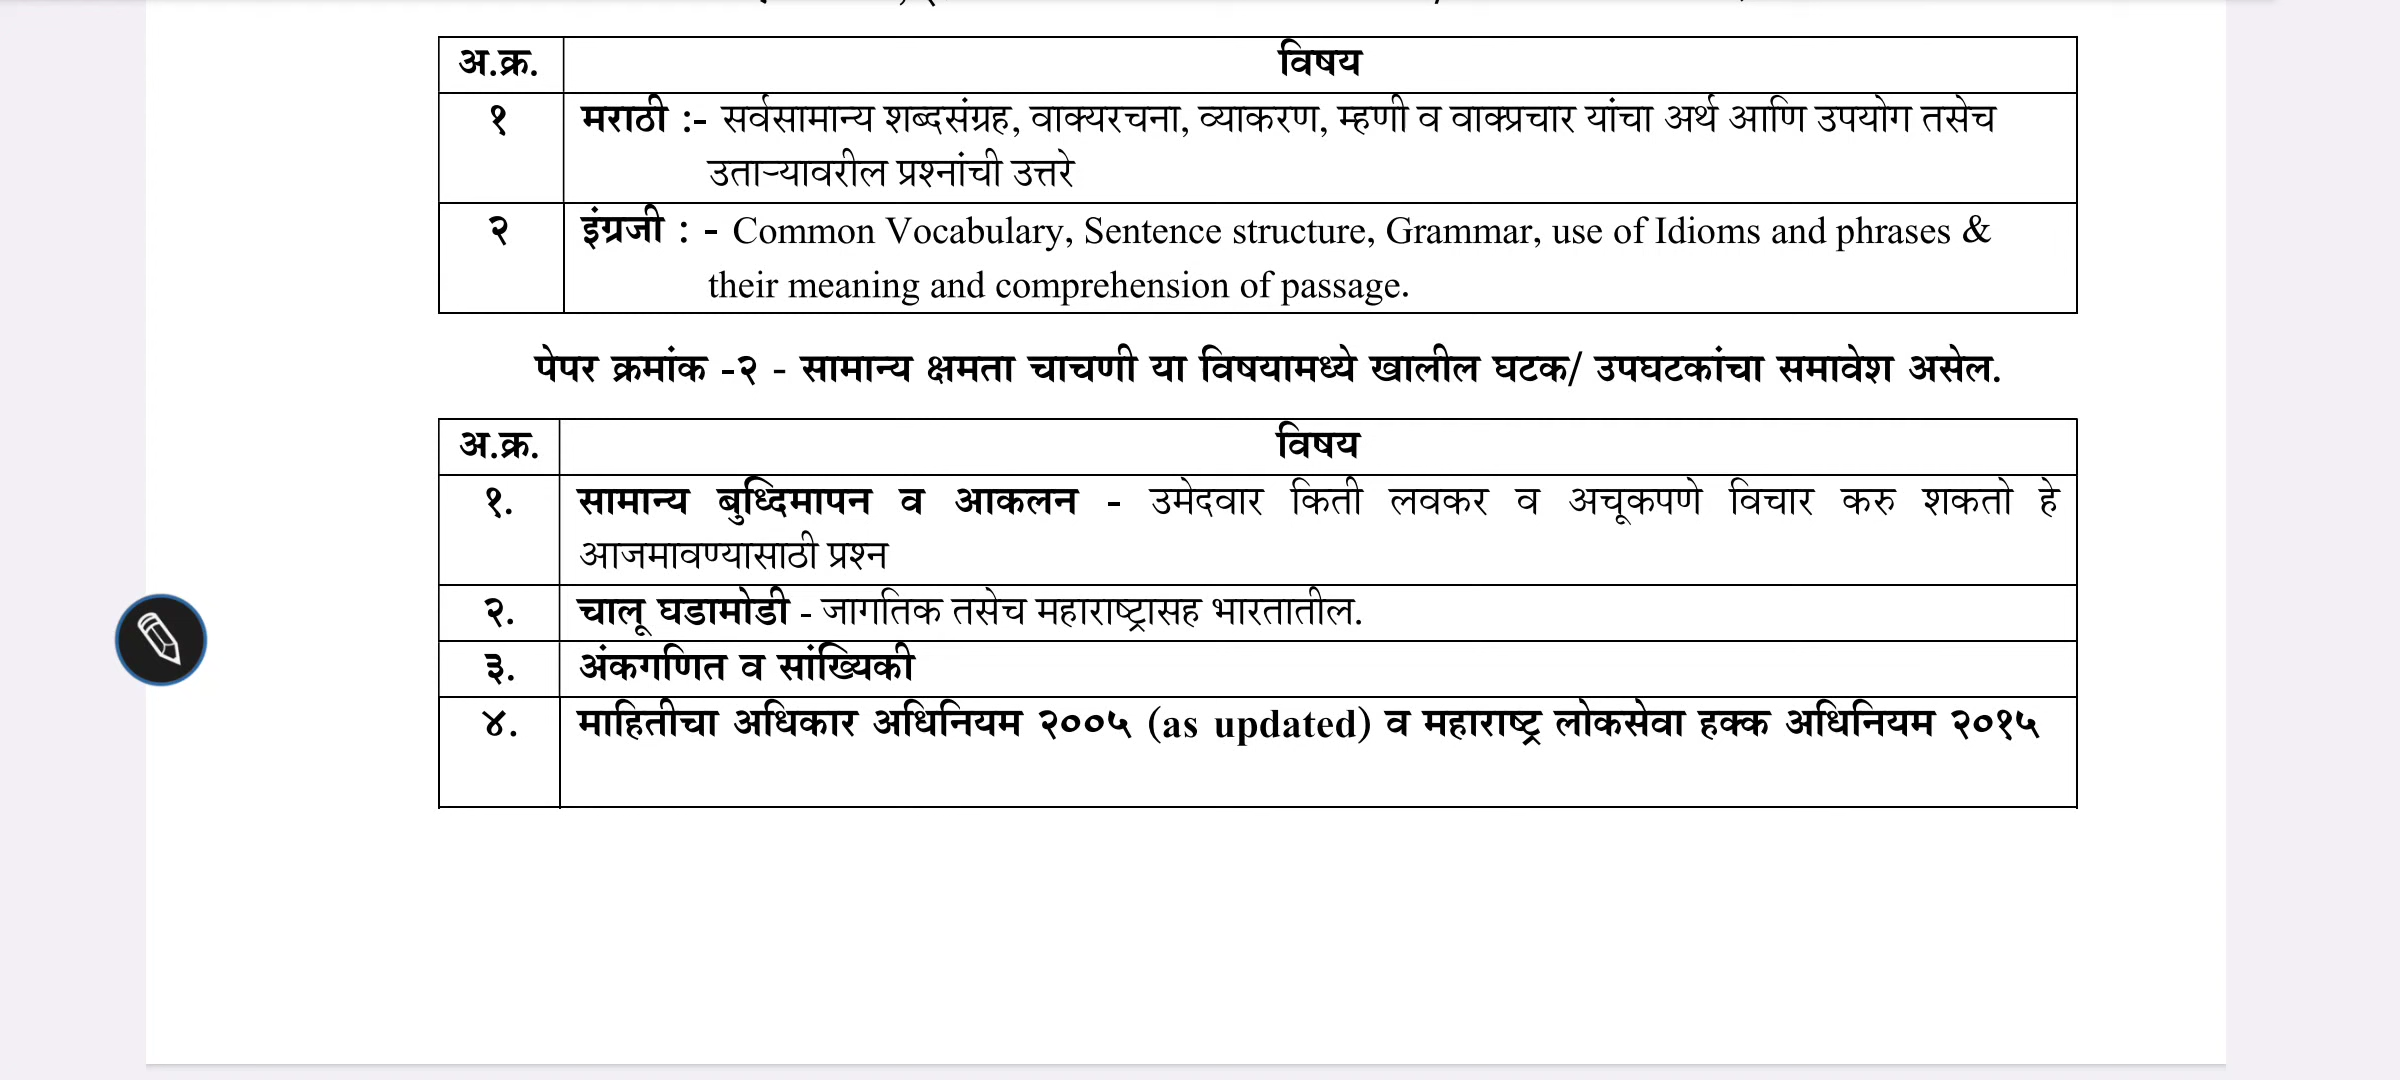 अ.क्र. विषय
१ मराठी :- सर्वसामान्य शब्दसंग्रह, वाक्यरचना, व्याकरण, म्हणी व वाक्प्रचार यांचा अर्थ आणि उपयोग तसेच
उताऱ्यावरील प्रश्नांची उत्तरे
२ इंग्रजी : - Common Vocabulary, Sentence structure, Grammar, use of Idioms and phrases &
their meaning and comprehension of passage.
पेपर क्रमांक -२ - सामान्य क्षमता चाचणी या विषयामध्ये खालील घटक/ उपघटकांचा समावेश असेल.
अ.क्र. विषय
१. सामान्य बुध्दिमापन व आकलन - उमेदवार किती लवकर व अचूकपणे विचार करु शकतो हे
आजमावण्यासाठी प्रश्न
२. चालू घडामोडी - जागतिक तसेच महाराष्ट्रासह भारतातील.
३. अंकगणित व सांख्यिकी
४. माहितीचा अधिकार अधिनियम २००५ (as updated) व महाराष्ट्र लोकसेवा हक्क अधिनियम २०१५